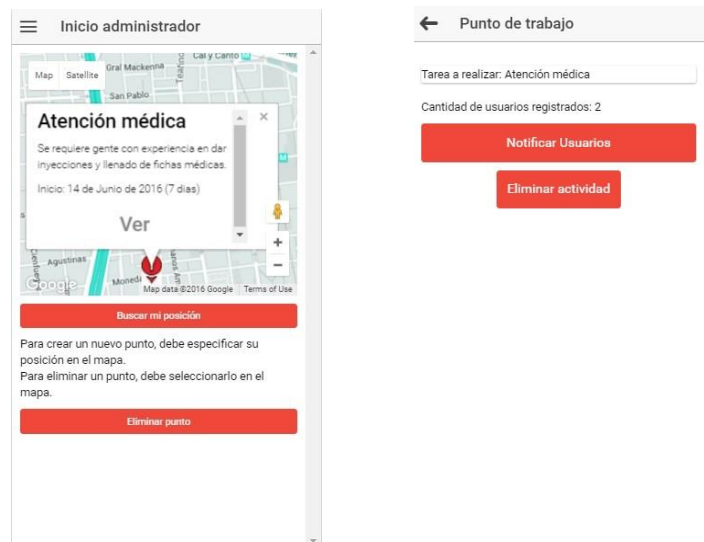 Inicio administrador
Cal y Canto
Map
Satellite
Gral Mackenna
San Pablo
Atención médica
Se requiere gente con experiencia en dar
inyecciones y llenado de fichas médicas.
Inicio: 14 de Junio de 2016 (7 dias)
Ver
Agustinas
Moneda
Google
Map data ©2016 Google
Terms of Use
Buscar mi posición
Para crear un nuevo punto, debe especificar su
posición en el mapa.
Para eliminar un punto, debe seleccionarlo en el
mapa.
Eliminar punto
Punto de trabajo
Tarea a realizar: Atención médica
Cantidad de usuarios registrados: 2
Notificar Usuarios
Eliminar actividad